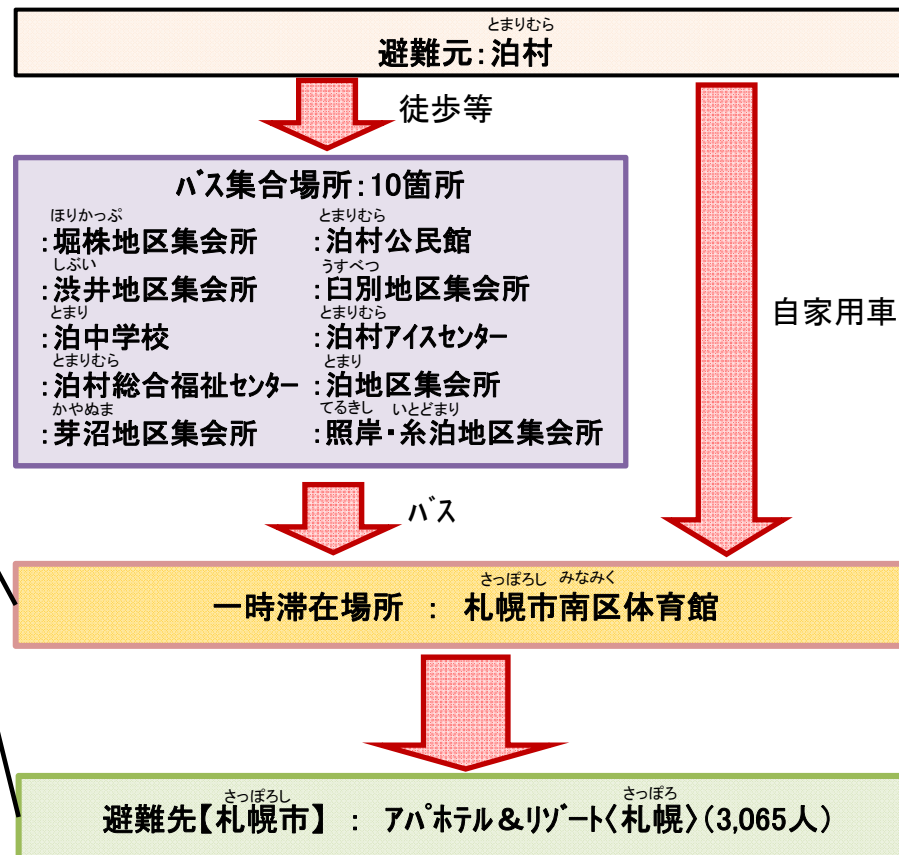 とまりむら
避難元：泊村
徒歩等
バス集合場所：10箇所
ほりかっぷ とまりむら
：堀株地区集会所 ：泊村公民館
しぶい うすべつ
：渋井地区集会所 ：臼別地区集会所
とまり とまりむら
：泊中学校 ：泊村アイスセンター
とまりむら とまり
：泊村総合福祉センター ：泊地区集会所
かやぬま てるきし いとどまり
：茅沼地区集会所 ：照岸・糸泊地区集会所
自家用車
バス
さっぽろし みなみく
一時滞在場所 ： 札幌市南区体育館
さっぽろし さっぽろ
避難先【札幌市】 ： アパホテル＆リゾート〈札幌〉（3,065人）